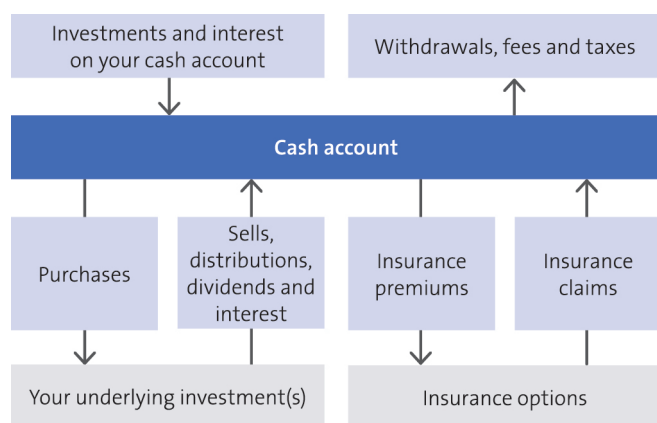 Investments and interest
on your cash account
Withdrawals, fees and taxes
Cash account
Purchases
Sells,
distributions,
dividends and
interest
Insurance
premiums
Insurance
claims
Your underlying investment(s)
Insurance options